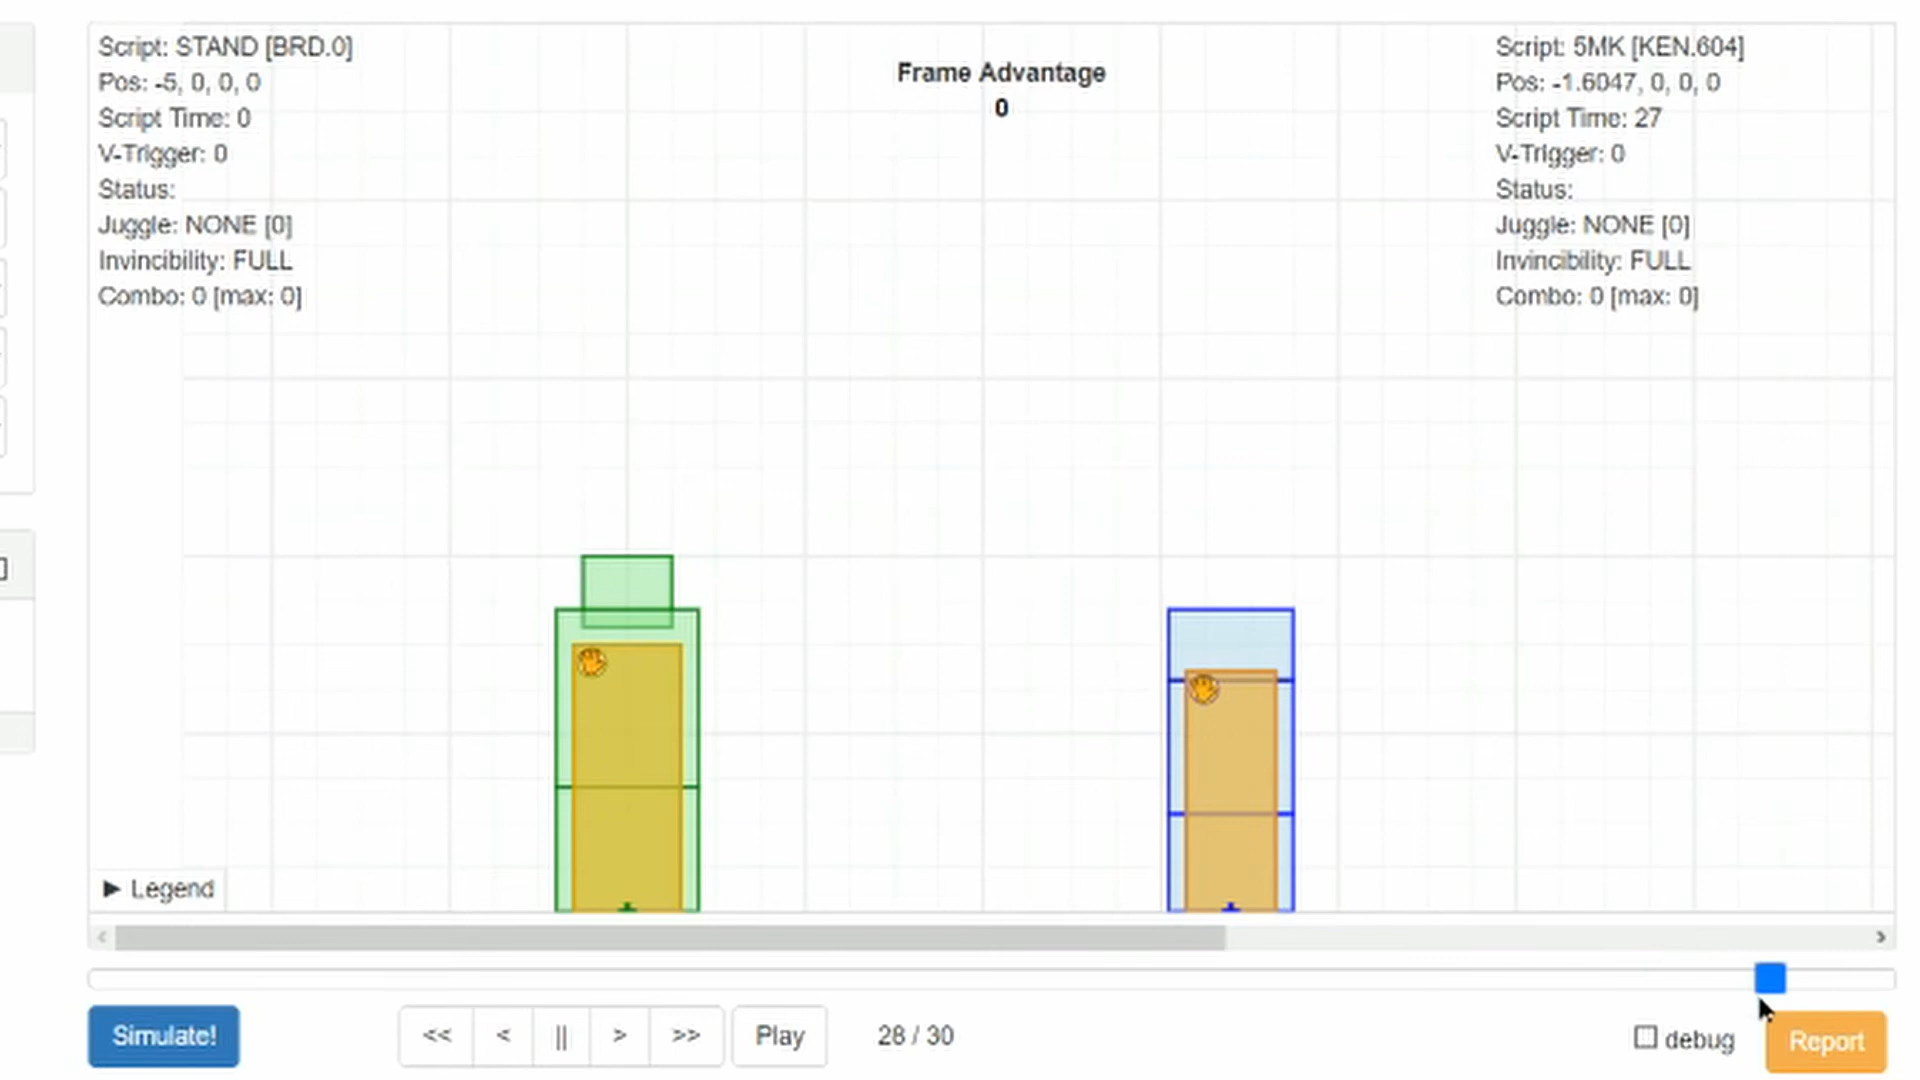 Script: STAND [BRD.0]
Pos: -5, 0, 0, 0
Script Time: 0
V-Trigger: 0
Status:
Juggle: NONE [0]
Invincibility: FULL
Combo: 0 [max: 0]
Frame Advantage
0
Script: 5MK [KEN.604]
Pos: -1.6047, 0, 0, 0
Script Time: 27
V-Trigger: 0
Status:
Juggle: NONE [0]
Invincibility: FULL
Combo: 0 [max: 0]
▶ Legend
Simulate!
<< < || > >> Play 28 / 30
debug
Report